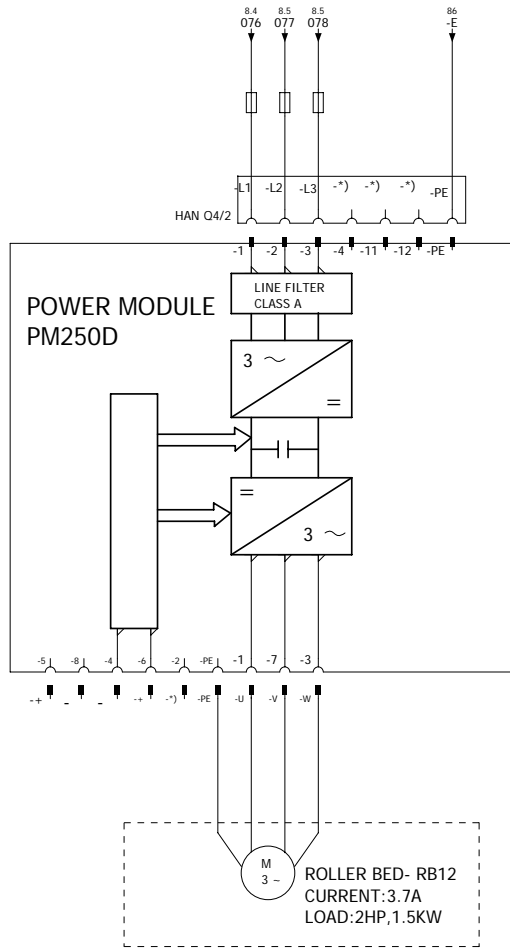 8.4 8.5 8.5 86
076 077 078 -E
-L1 -L2 -L3 -*) -*) -*) -PE
HAN Q4/2
-1 -2 -3 -4 -11 -12 -PE
LINE FILTER
CLASS A
POWER MODULE
PM250D
3 ~
=
=
3 ~
-5 -8 -4 -6 -2 -PE -1 -7 -3
-+ - - -+ -*) -PE -U -V -W
M
3 ~
ROLLER BED- RB12
CURRENT:3.7A
LOAD:2HP,1.5KW